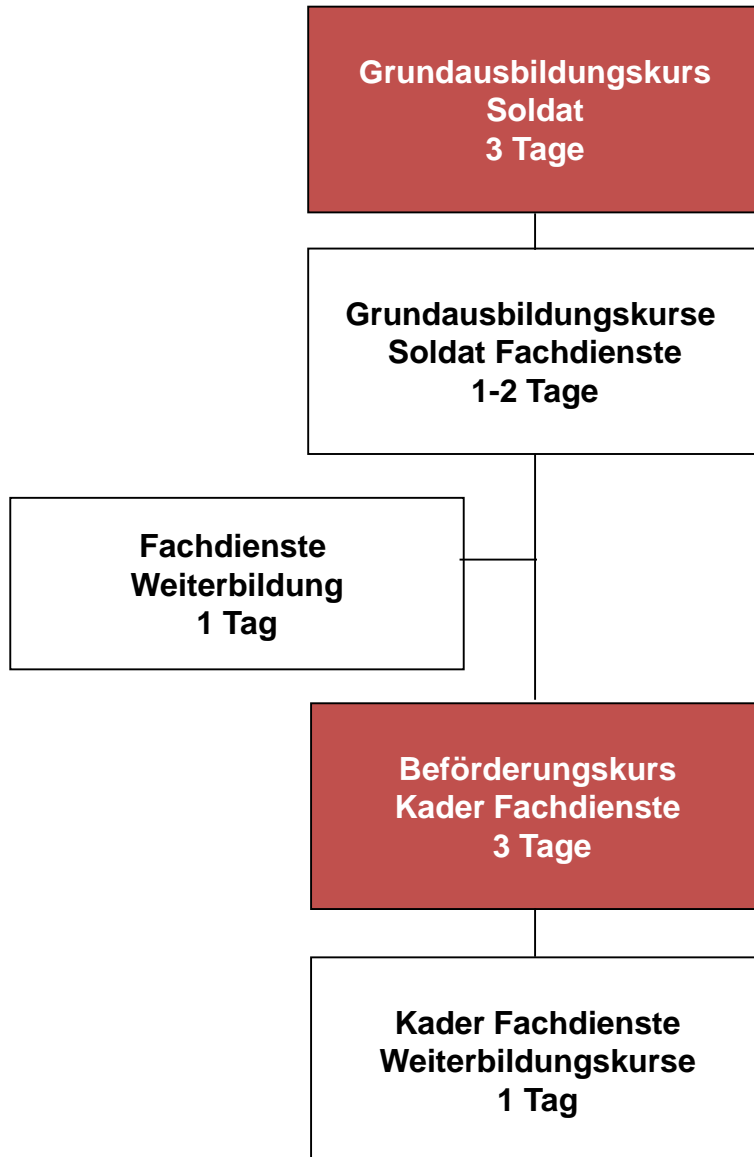 Grundausbildungskurs
Soldat
3 Tage
Grundausbildungskurse
Soldat Fachdienste
1-2 Tage
Fachdienste
Weiterbildung
1 Tag
Beförderungskurs
Kader Fachdienste
3 Tage
Kader Fachdienste
Weiterbildungskurse
1 Tag